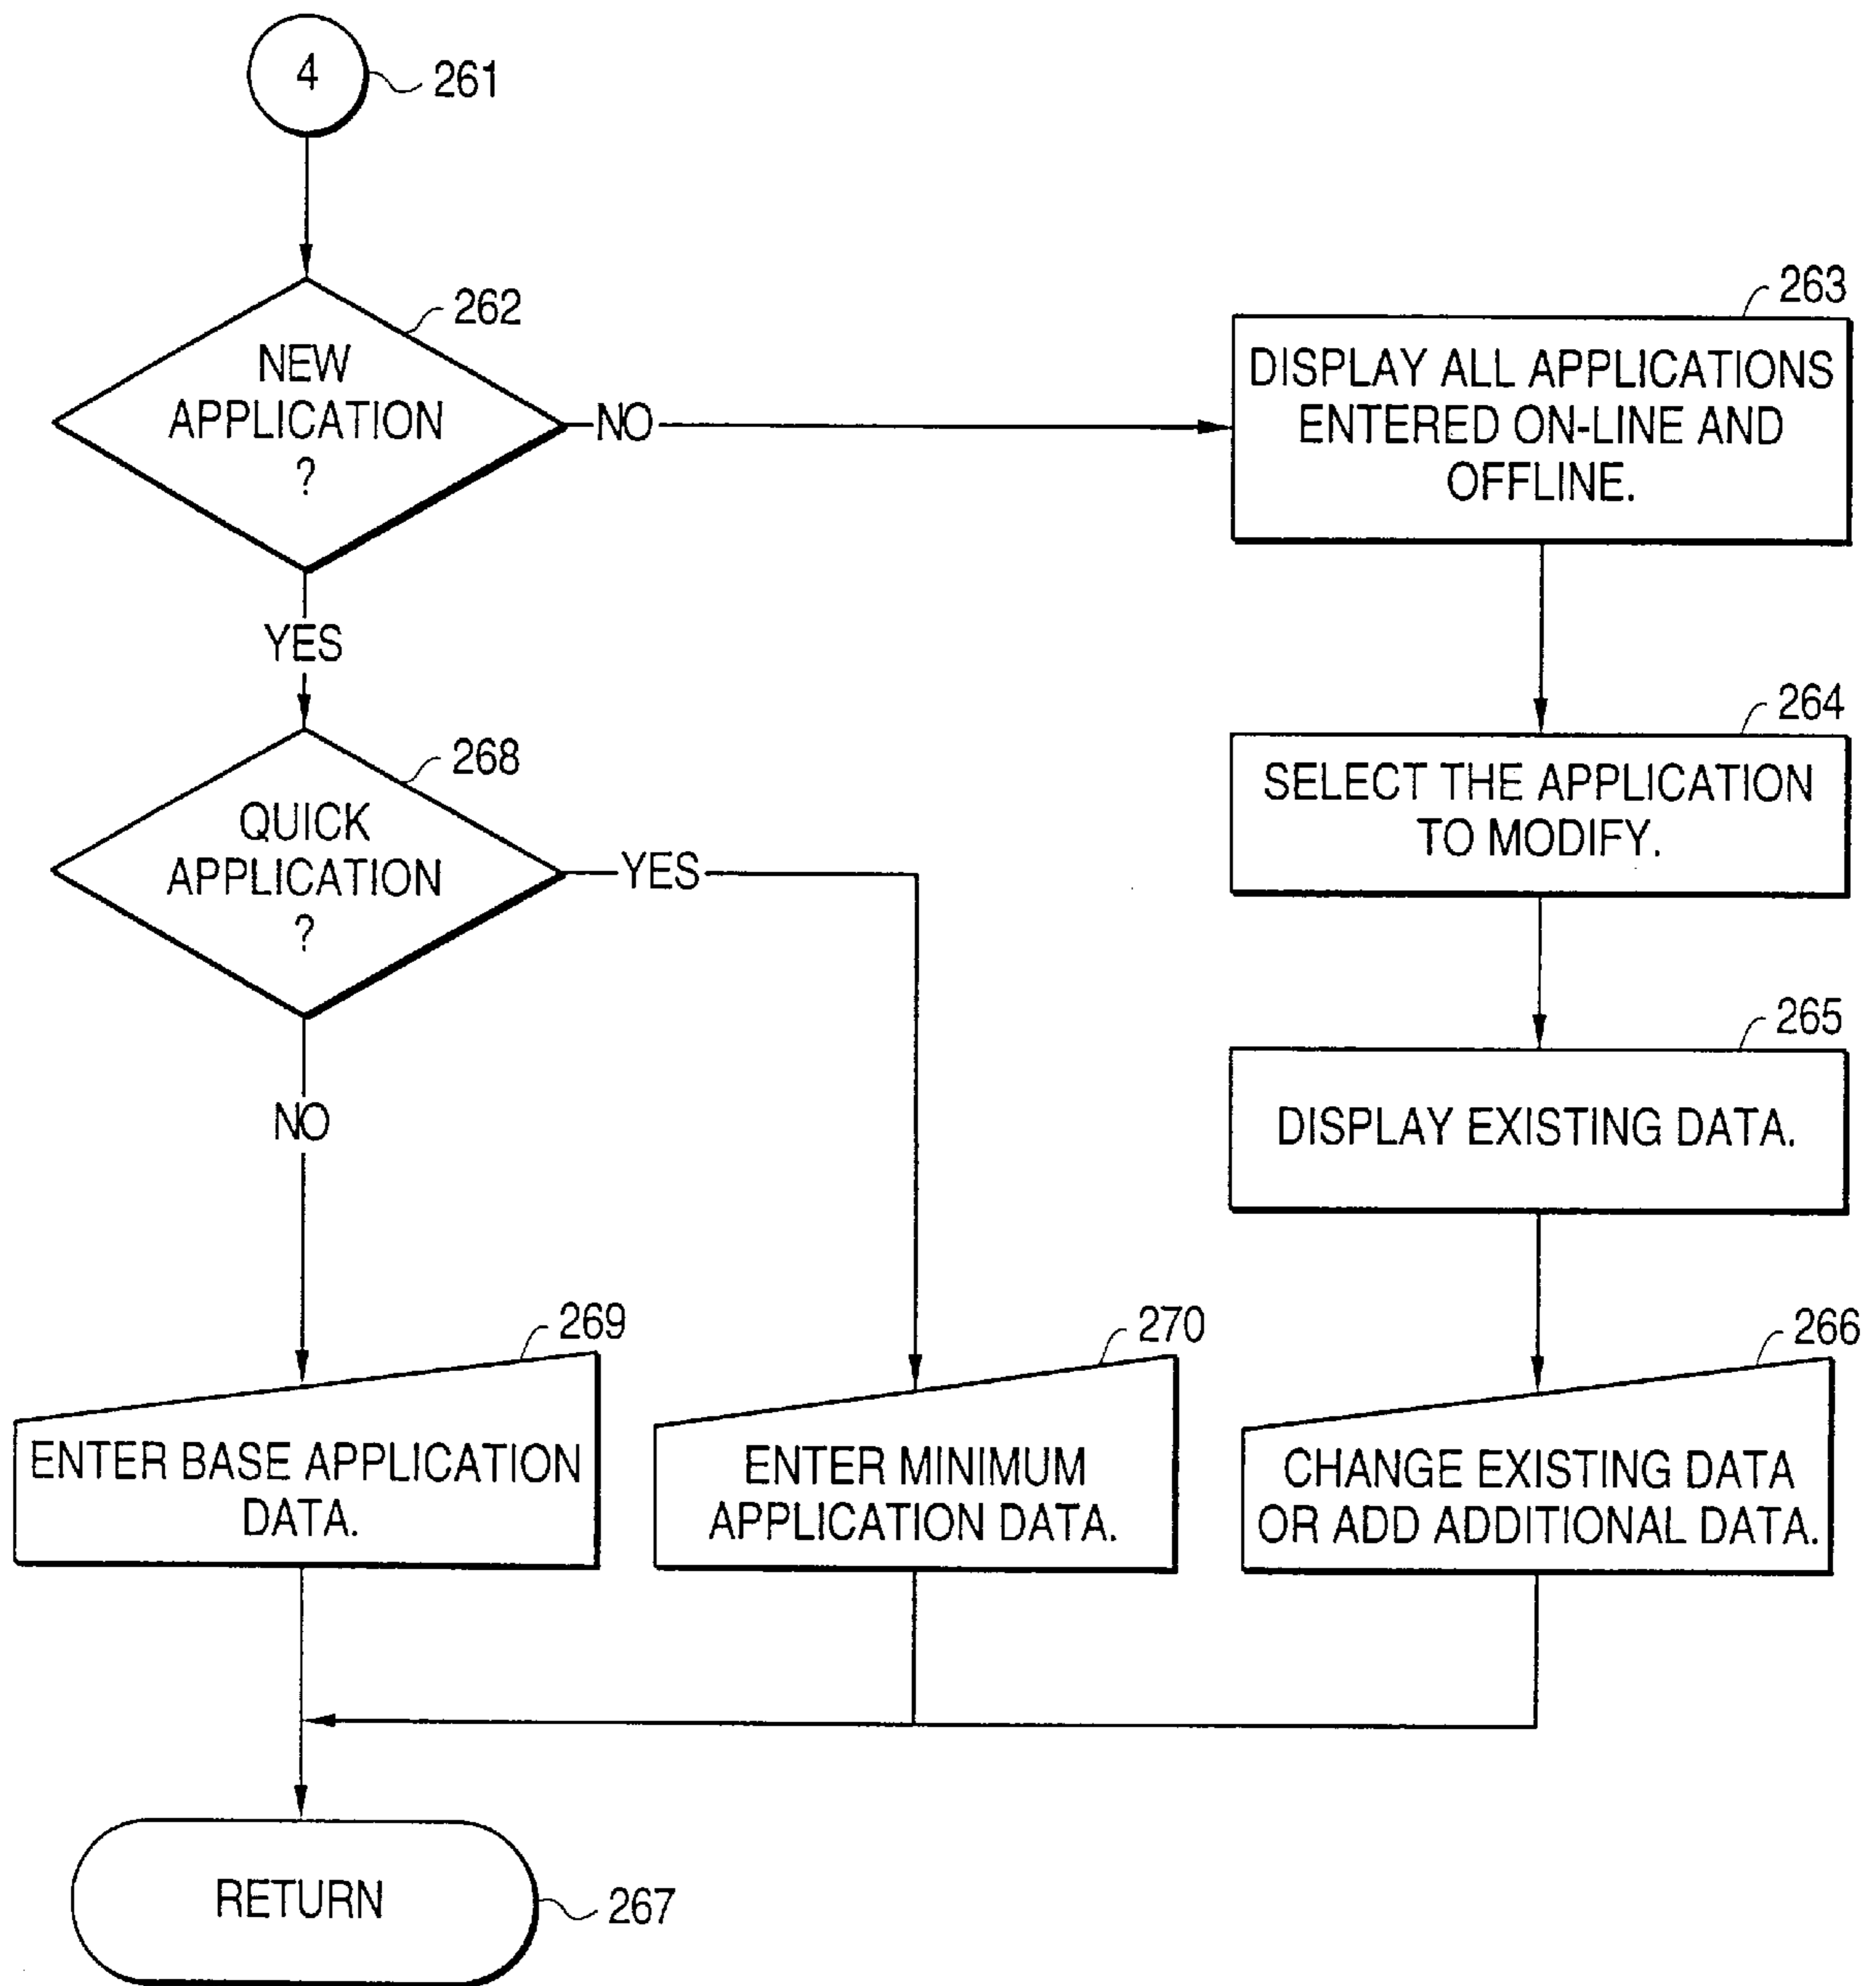 4
261
NEW
APPLICATION
?
262
NO
263
DISPLAY ALL APPLICATIONS
ENTERED ON-LINE AND
OFFLINE.
YES
264
SELECT THE APPLICATION
TO MODIFY.
268
QUICK
APPLICATION
?
YES
265
DISPLAY EXISTING DATA.
NO
269
ENTER BASE APPLICATION
DATA.
270
ENTER MINIMUM
APPLICATION DATA.
266
CHANGE EXISTING DATA
OR ADD ADDITIONAL DATA.
RETURN
267